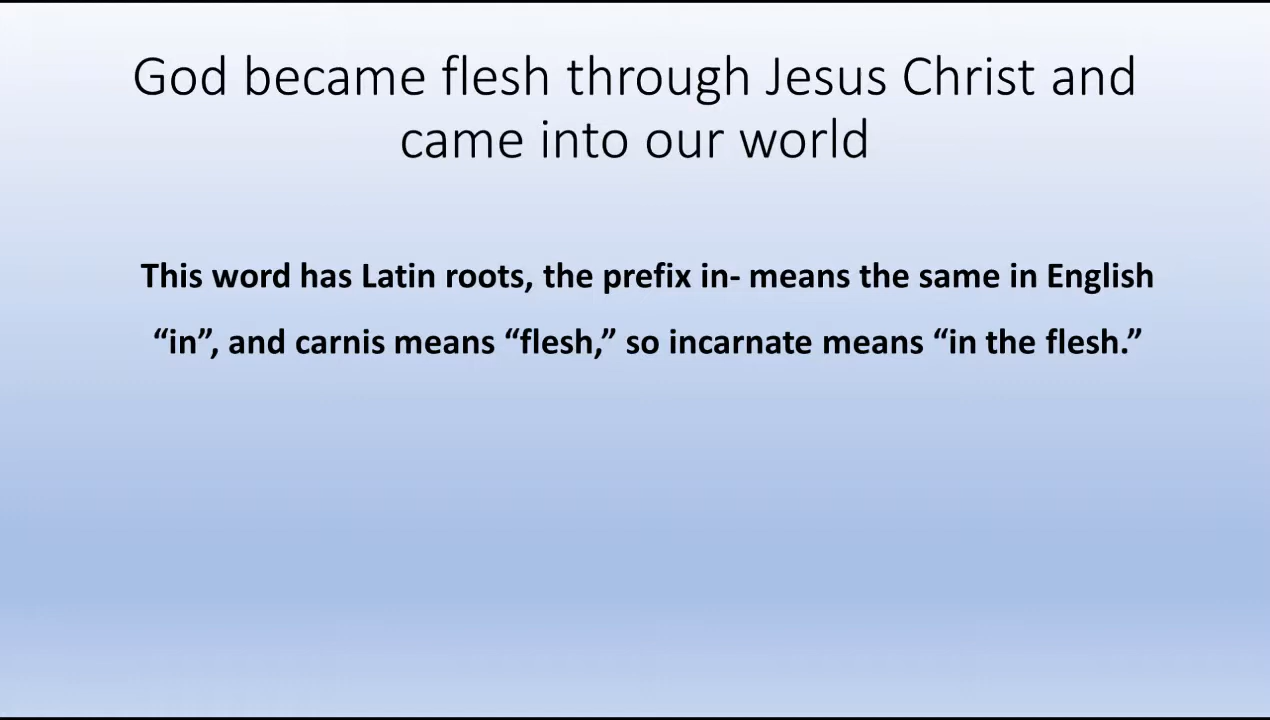 God became flesh through Jesus Christ and
came into our world
This word has Latin roots, the prefix in- means the same in English
“in”, and carnis means “flesh,” so incarnate means “in the flesh.”